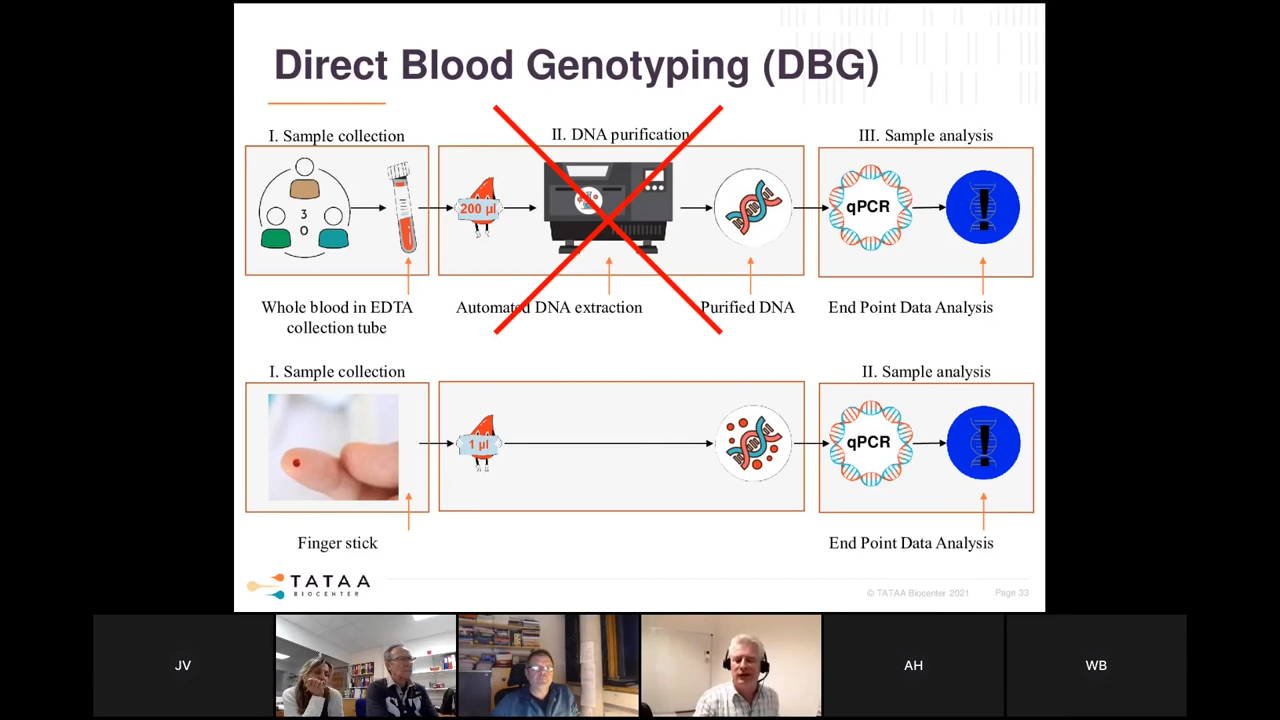 Direct Blood Genotyping (DBG)
I. Sample collection
II. DNA purification
III. Sample analysis
3
0
200 µl
qPCR
Whole blood in EDTA
collection tube
Automated DNA extraction
Purified DNA
End Point Data Analysis
I. Sample collection
II. Sample analysis
1 µl
qPCR
Finger stick
End Point Data Analysis
TATAA
BIOCENTER
© TATAA Biocenter 2021
Page 33
JV
AH
WB